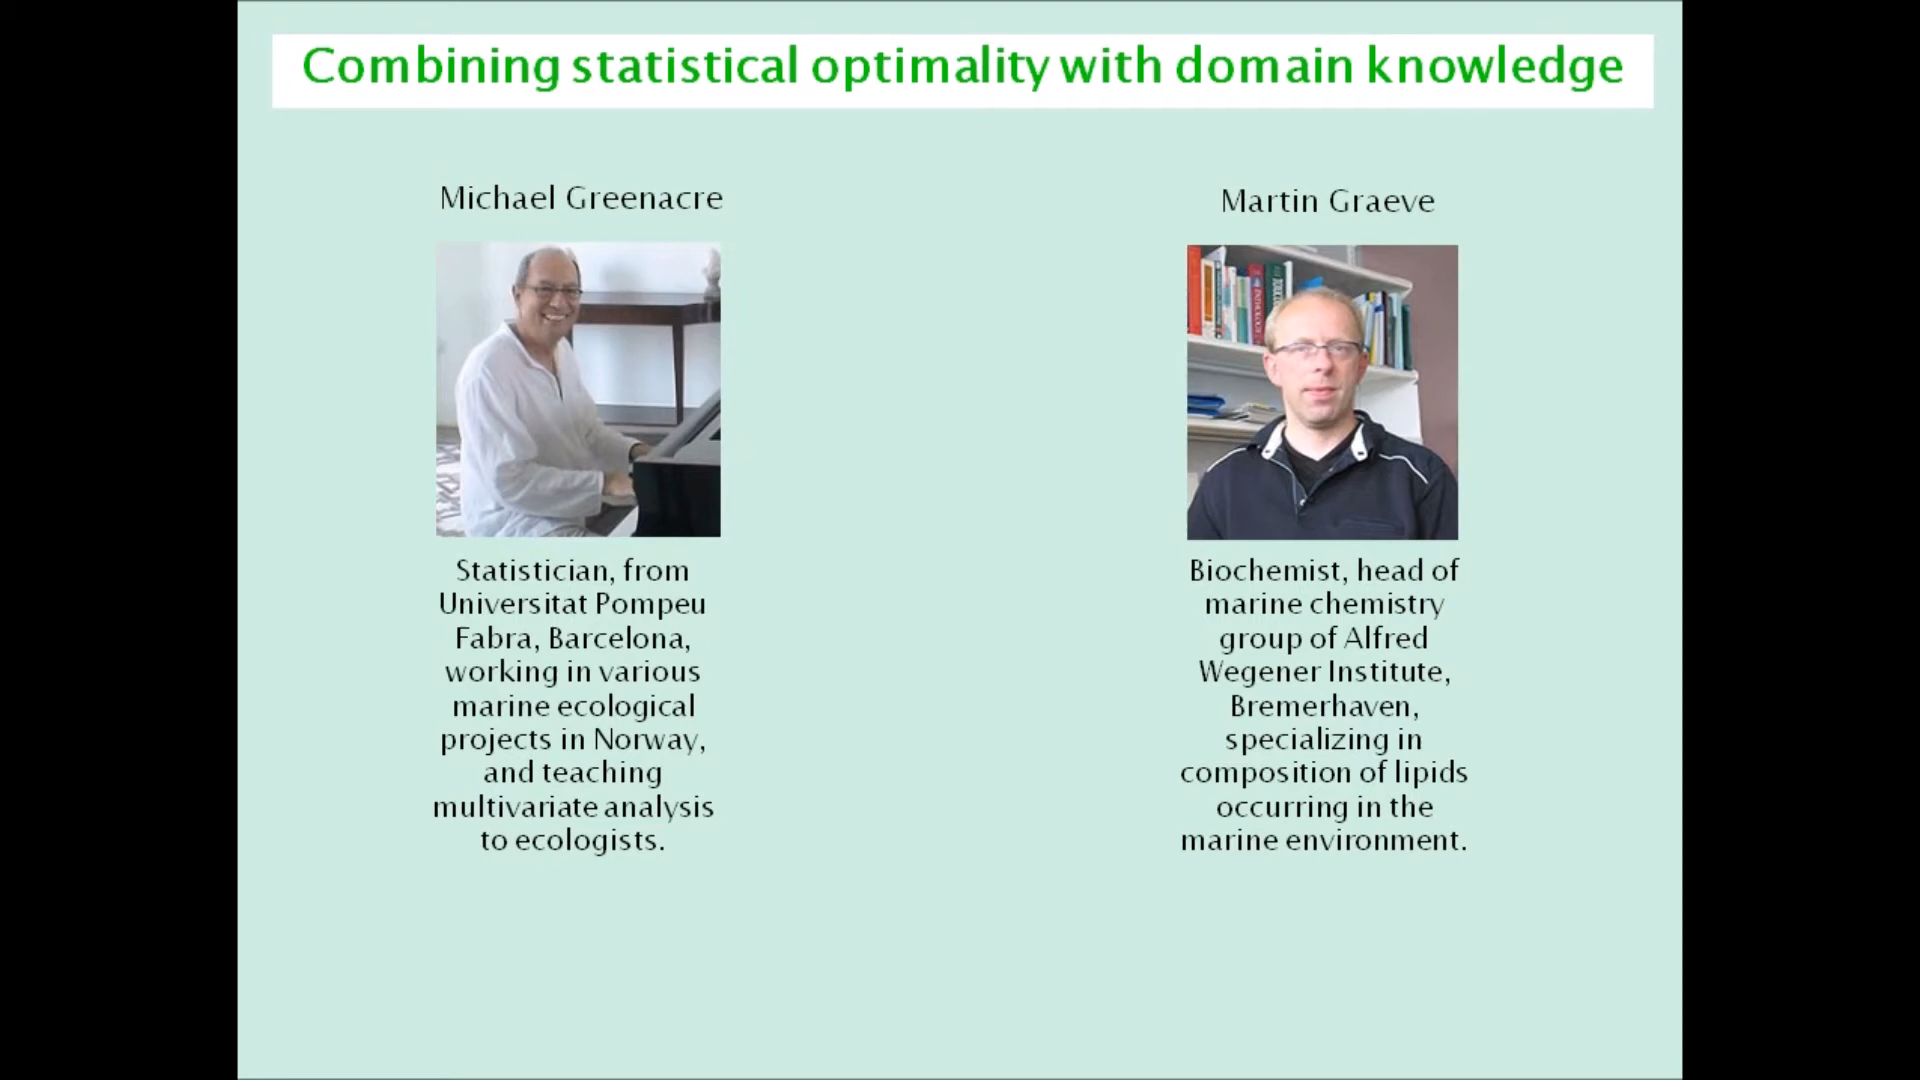 Combining statistical optimality with domain knowledge
Michael Greenacre
Statistician, from
Universitat Pompeu
Fabra, Barcelona,
working in various
marine ecological
projects in Norway,
and teaching
multivariate analysis
to ecologists.
Martin Graeve
Biochemist, head of
marine chemistry
group of Alfred
Wegener Institute,
Bremerhaven,
specializing in
composition of lipids
occurring in the
marine environment.